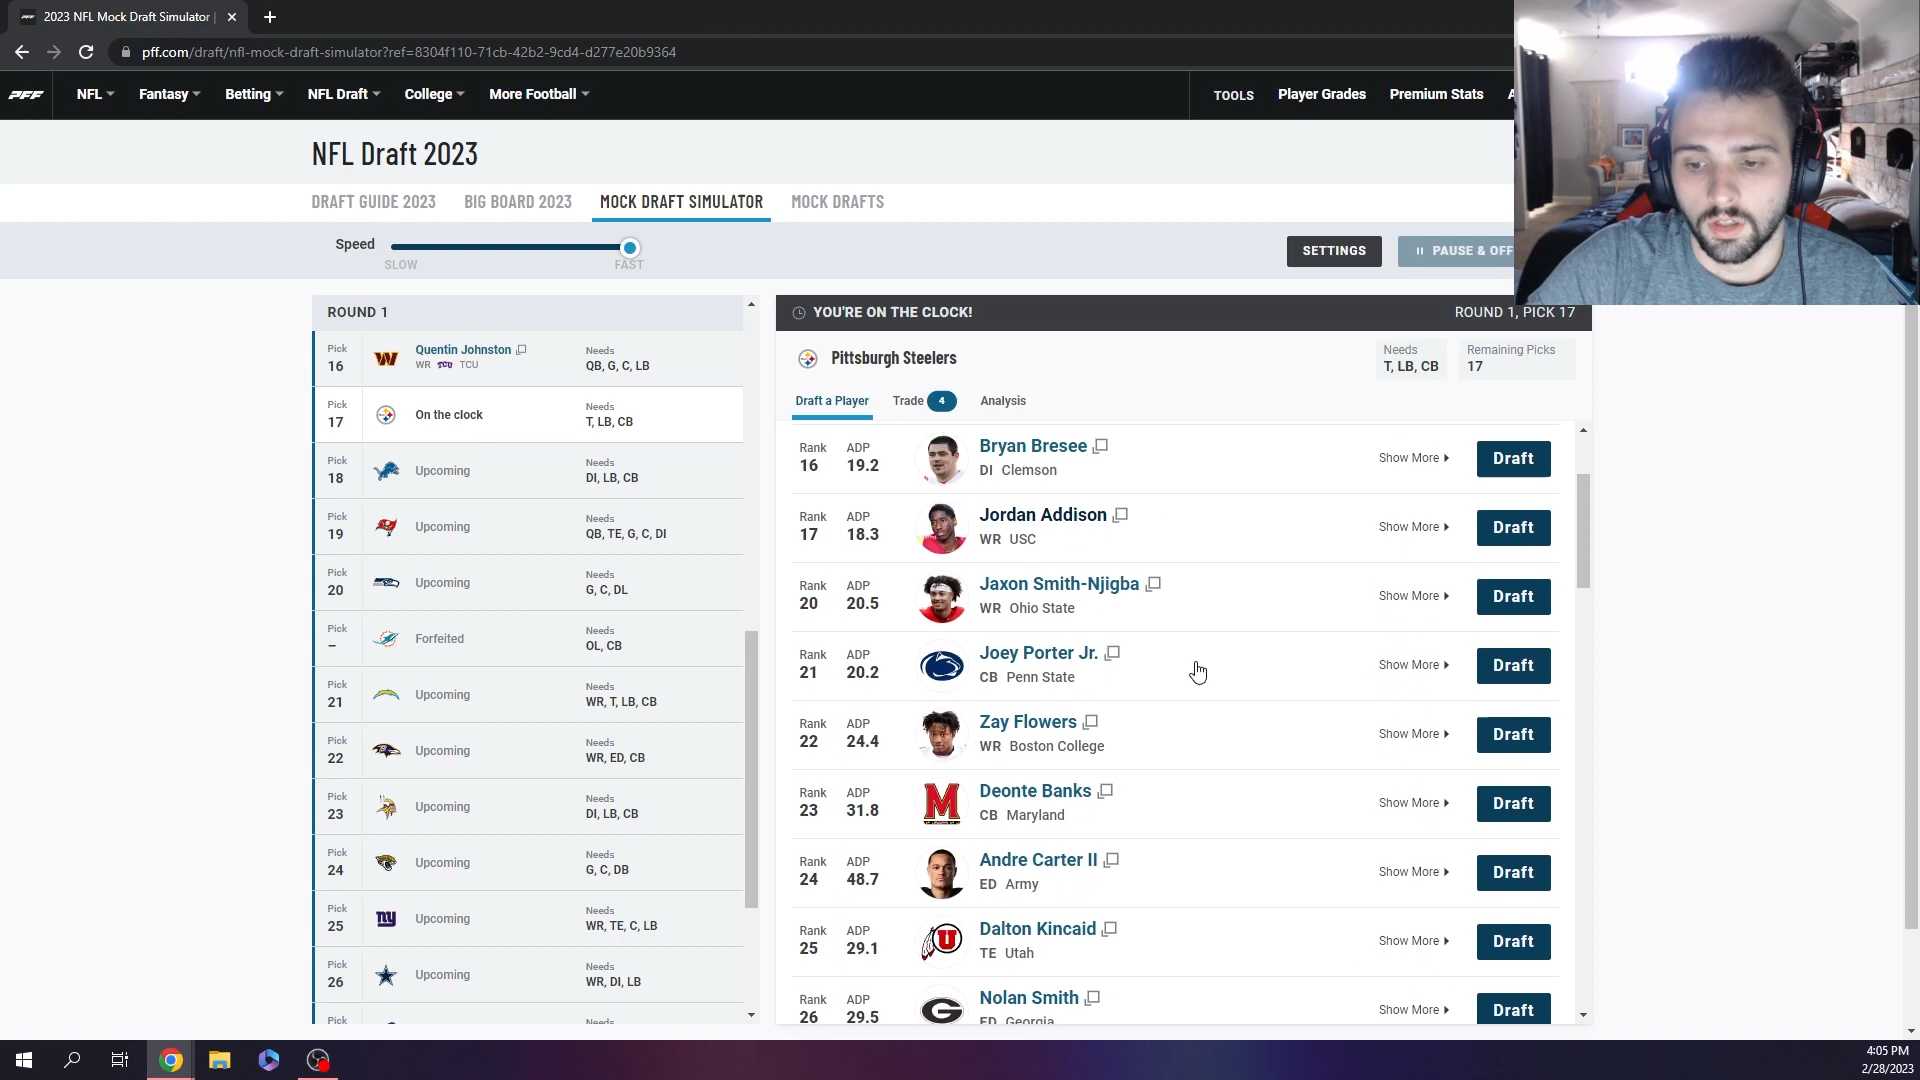 2023 NFL Mock Draft Simulator |
pff.com/draft/nfl-mock-draft-simulator?ref=8304f110-71cb-42b2-9cd4-d277e20b9364
PFF NFL Fantasy Betting NFL Draft College More Football TOOLS Player Grades Premium Stats A
NFL Draft 2023
DRAFT GUIDE 2023 BIG BOARD 2023 MOCK DRAFT SIMULATOR MOCK DRAFTS
Speed SLOW FAST
SETTINGS PAUSE & OFF
ROUND 1
Pick 16 Quentin Johnston WR TCU TCU Needs QB, G, C, LB
Pick 17 On the clock Needs T, LB, CB
Pick 18 Upcoming Needs DI, LB, CB
Pick 19 Upcoming Needs QB, TE, G, C, DI
Pick 20 Upcoming Needs G, C, DL
Pick – Forfeited Needs OL, CB
Pick 21 Upcoming Needs WR, T, LB, CB
Pick 22 Upcoming Needs WR, ED, CB
Pick 23 Upcoming Needs DI, LB, CB
Pick 24 Upcoming Needs G, C, DB
Pick 25 ny Upcoming Needs WR, TE, C, LB
Pick 26 Upcoming Needs WR, DI, LB
Pick Needs
YOU'RE ON THE CLOCK! ROUND 1, PICK 17
Pittsburgh Steelers Needs T, LB, CB Remaining Picks 17
Draft a Player Trade 4 Analysis
Rank 16 ADP 19.2 Bryan Bresee DI Clemson Show More Draft
Rank 17 ADP 18.3 Jordan Addison WR USC Show More Draft
Rank 20 ADP 20.5 Jaxon Smith-Njigba WR Ohio State Show More Draft
Rank 21 ADP 20.2 Joey Porter Jr. CB Penn State Show More Draft
Rank 22 ADP 24.4 Zay Flowers WR Boston College Show More Draft
Rank 23 ADP 31.8 M Deonte Banks CB Maryland Show More Draft
Rank 24 ADP 48.7 Andre Carter II ED Army Show More Draft
Rank 25 ADP 29.1 U Dalton Kincaid TE Utah Show More Draft
Rank 26 ADP 29.5 G Nolan Smith ED Georgia Show More Draft
4:05 PM
2/28/2023